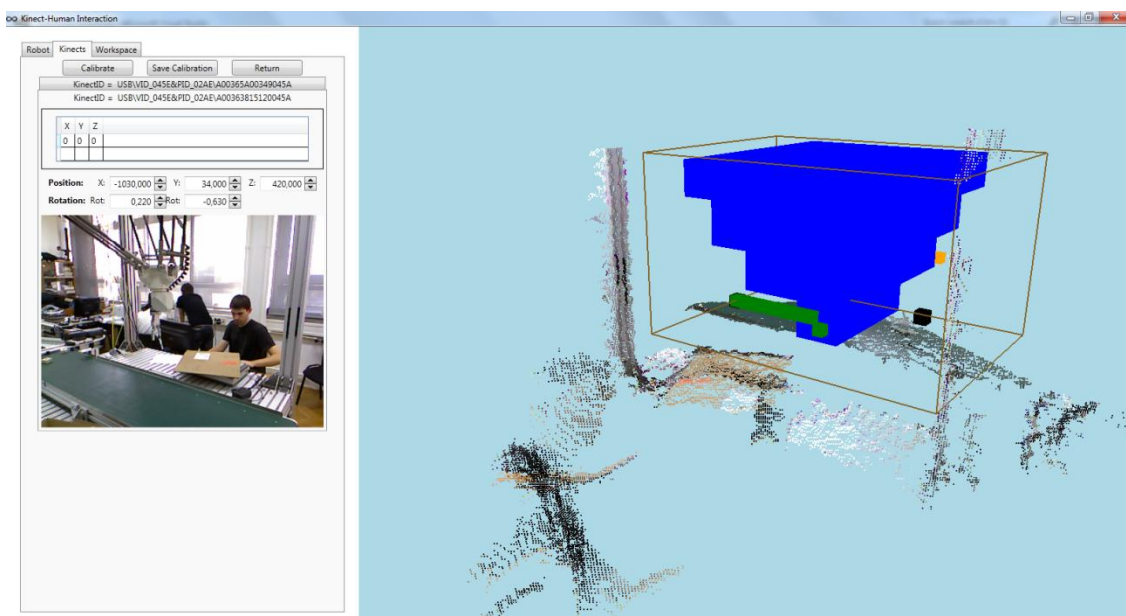 Kinect-Human Interaction
Robot Kinects Workspace
Calibrate Save Calibration Return
KinectID = USB\VID_045E&PID_02AE\A00365A00349045A
KinectID = USB\VID_045E&PID_02AE\A00363815120045A
X Y Z
0 0 0
Position: X: -1030,000 Y: 34,000 Z: 420,000
Rotation: Rot: 0,220 Rot: -0,630